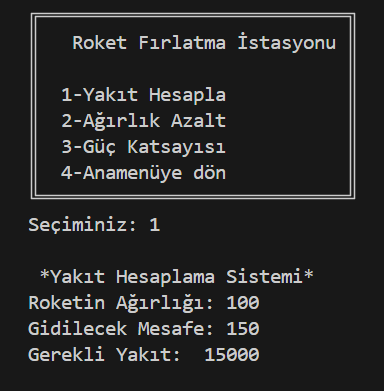 Roket Fırlatma İstasyonu
1-Yakıt Hesapla
2-Ağırlık Azalt
3-Güç Katsayısı
4-Anamenüye dön
Seçiminiz: 1
*Yakıt Hesaplama Sistemi*
Roketin Ağırlığı: 100
Gidilecek Mesafe: 150
Gerekli Yakıt:  15000